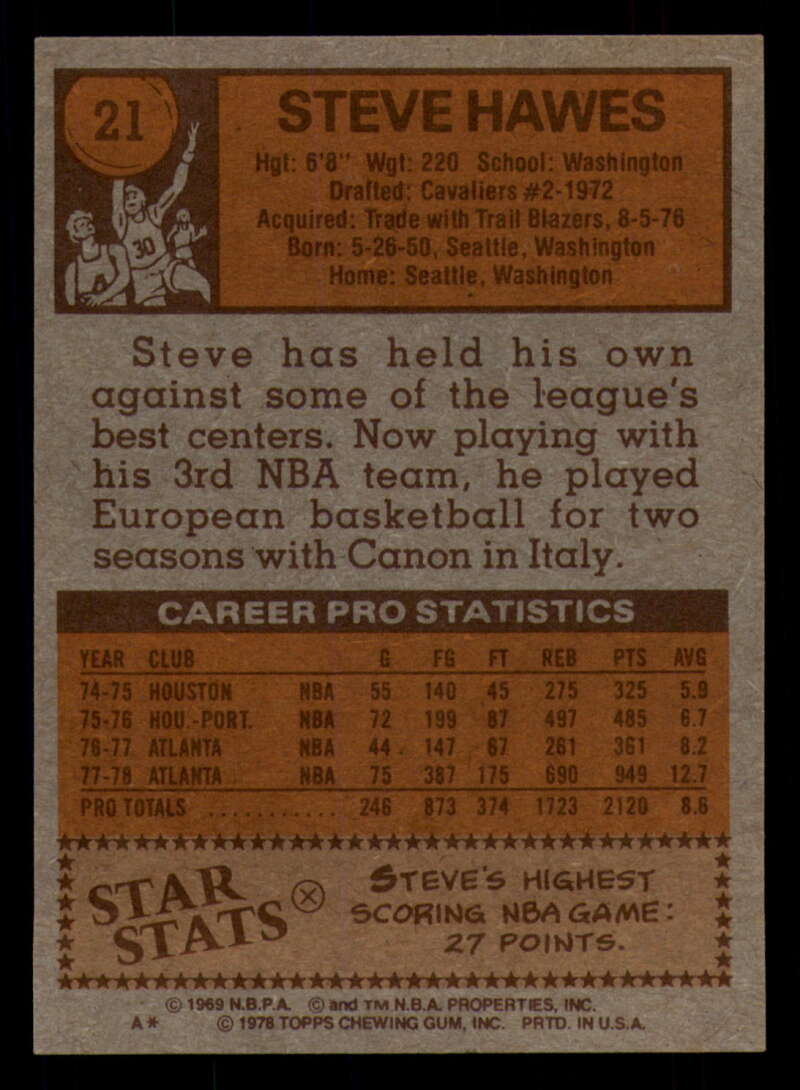 21
STEVE HAWES
Hgt: 6'8" Wgt: 220 School: Washington
Drafted: Cavaliers #2-1972
Acquired: Trade with Trail Blazers, 8-5-76
Born: 5-26-50, Seattle, Washington
Home: Seattle, Washington
30
A
Steve has held his own
against some of the league's
best centers. Now playing with
his 3rd NBA team, he played
European basketball for two
seasons with Canon in Italy.
CAREER PRO STATISTICS
YEAR CLUB G FG FT REB PTS AVG
74-75 HOUSTON NBA 55 140 45 275 325 5.9
75-76 HOU.-PORT. NBA 72 199 87 497 485 6.7
76-77 ATLANTA NBA 44 147 67 261 361 8.2
77-78 ATLANTA NBA 75 387 175 690 949 12.7
PRO TOTALS ............ 246 873 374 1723 2120 8.6
STAR
STATS
STEVE'S HIGHEST
SCORING NBA GAME:
27 POINTS.
© 1969 N.B.P.A. © and TM N.B.A. PROPERTIES, INC.
A* © 1978 TOPPS CHEWING GUM, INC. PRTD. IN U.S.A.